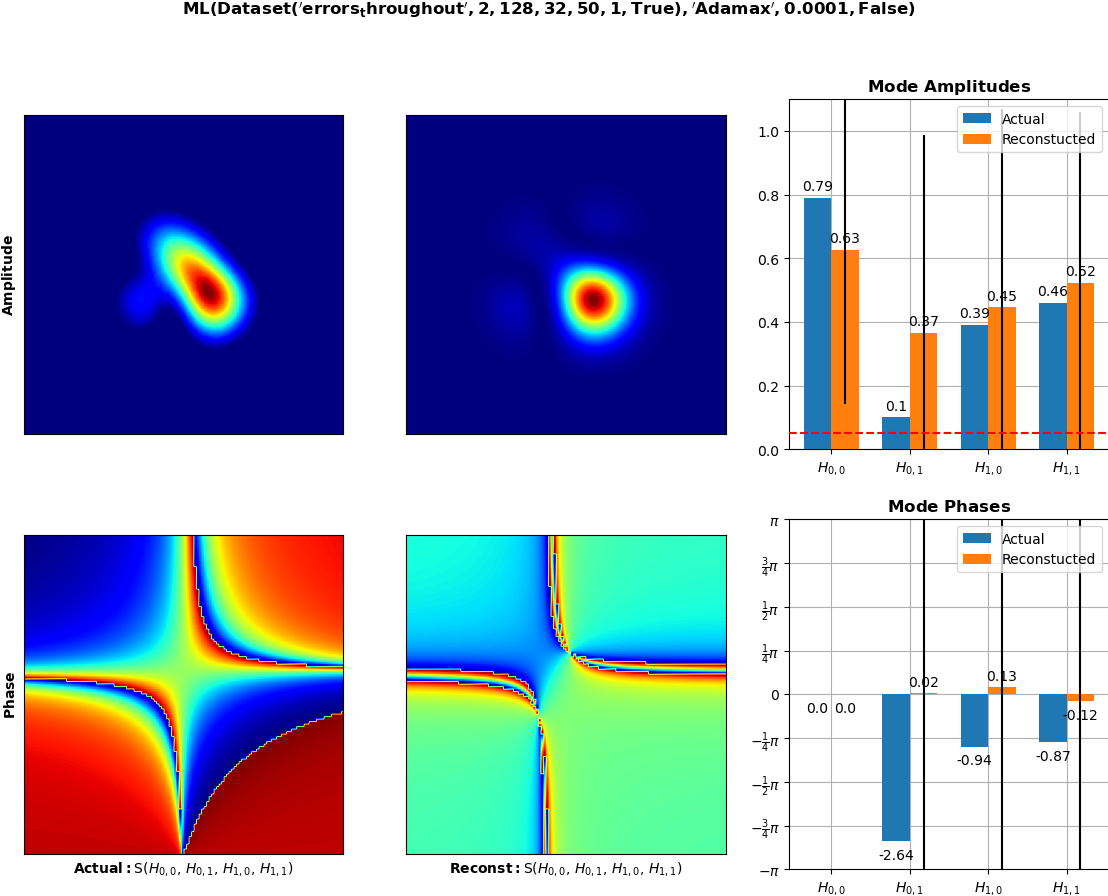 ML(Dataset('errors_throughout', 2, 128, 32, 50, 1, True), 'Adamax', 0.0001, False)
Amplitude
Mode Amplitudes
Actual
Reconstucted
1.0
0.8
0.6
0.4
0.2
0.0
0.79
0.63
0.1
0.37
0.39
0.45
0.46
0.52
H0,0
H0,1
H1,0
H1,1
Phase
Actual: S(H0,0, H0,1, H1,0, H1,1)
Reconst: S(H0,0, H0,1, H1,0, H1,1)
Mode Phases
Actual
Reconstucted
π
3/4π
1/2π
1/4π
0
−1/4π
−1/2π
−3/4π
−π
0.0
0.0
-2.64
0.02
-0.94
0.13
-0.87
-0.12
H0,0
H0,1
H1,0
H1,1